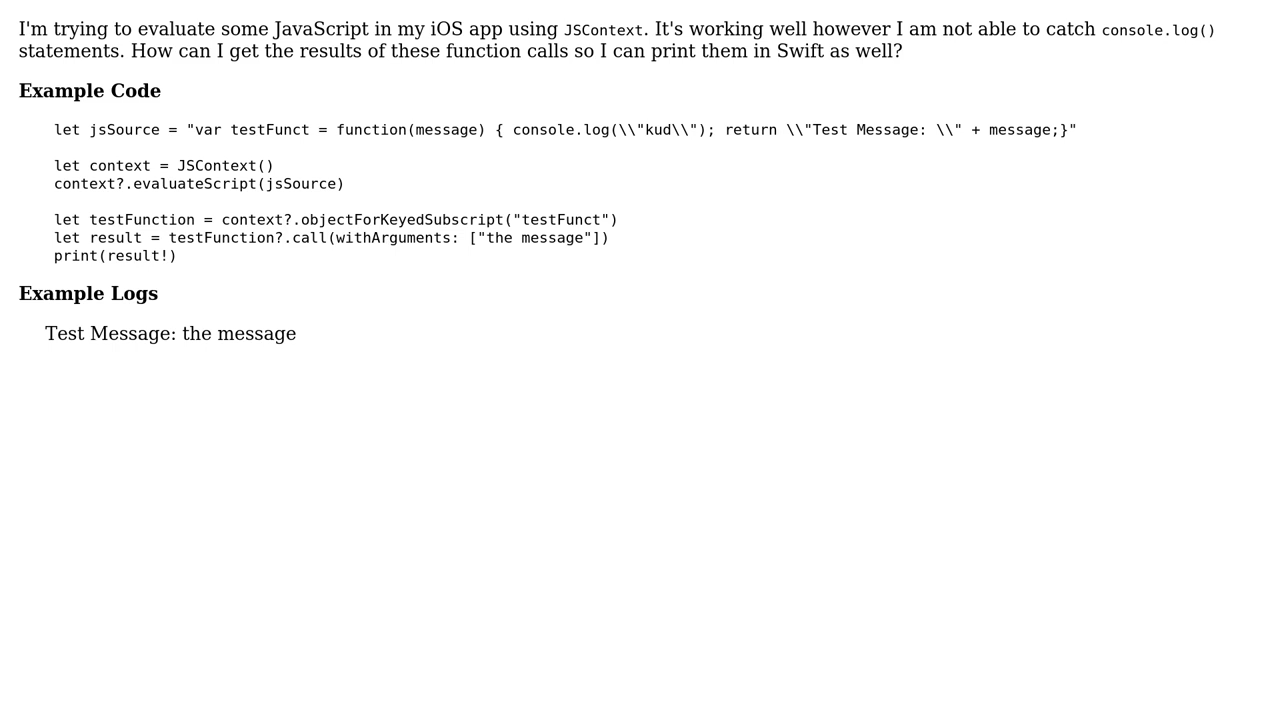 I'm trying to evaluate some JavaScript in my iOS app using JSContext. It's working well however I am not able to catch console.log()
statements. How can I get the results of these function calls so I can print them in Swift as well?
Example Code
let jsSource = "var testFunct = function(message) { console.log(\\"kud\\"); return \\"Test Message: \\" + message;}"
let context = JSContext()
context?.evaluateScript(jsSource)
let testFunction = context?.objectForKeyedSubscript("testFunct")
let result = testFunction?.call(withArguments: ["the message"])
print(result!)
Example Logs
Test Message: the message